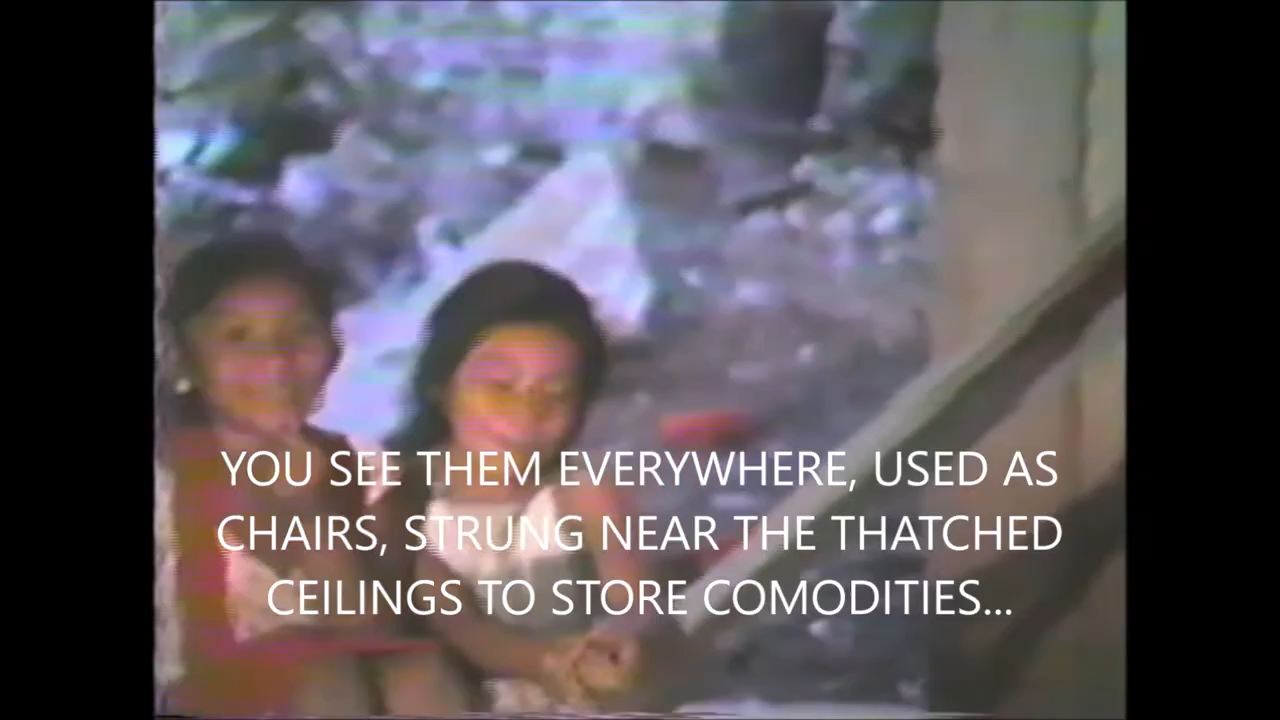 YOU SEE THEM EVERYWHERE, USED AS
CHAIRS, STRUNG NEAR THE THATCHED
CEILINGS TO STORE COMODITIES...